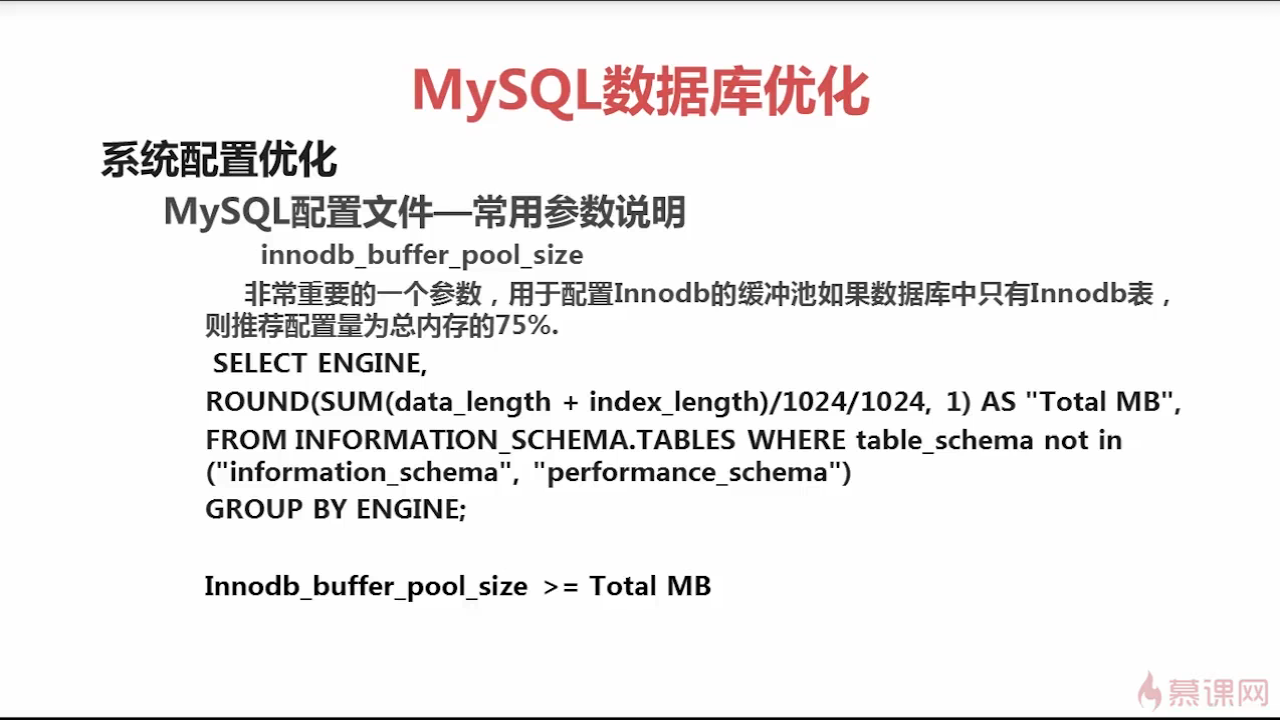 MySQL数据库优化
系统配置优化
MySQL配置文件—常用参数说明
innodb_buffer_pool_size
非常重要的一个参数，用于配置Innodb的缓冲池如果数据库中只有Innodb表，
则推荐配置量为总内存的75%.
SELECT ENGINE,
ROUND(SUM(data_length + index_length)/1024/1024, 1) AS "Total MB",
FROM INFORMATION_SCHEMA.TABLES WHERE table_schema not in
("information_schema", "performance_schema")
GROUP BY ENGINE;
Innodb_buffer_pool_size >= Total MB
慕课网